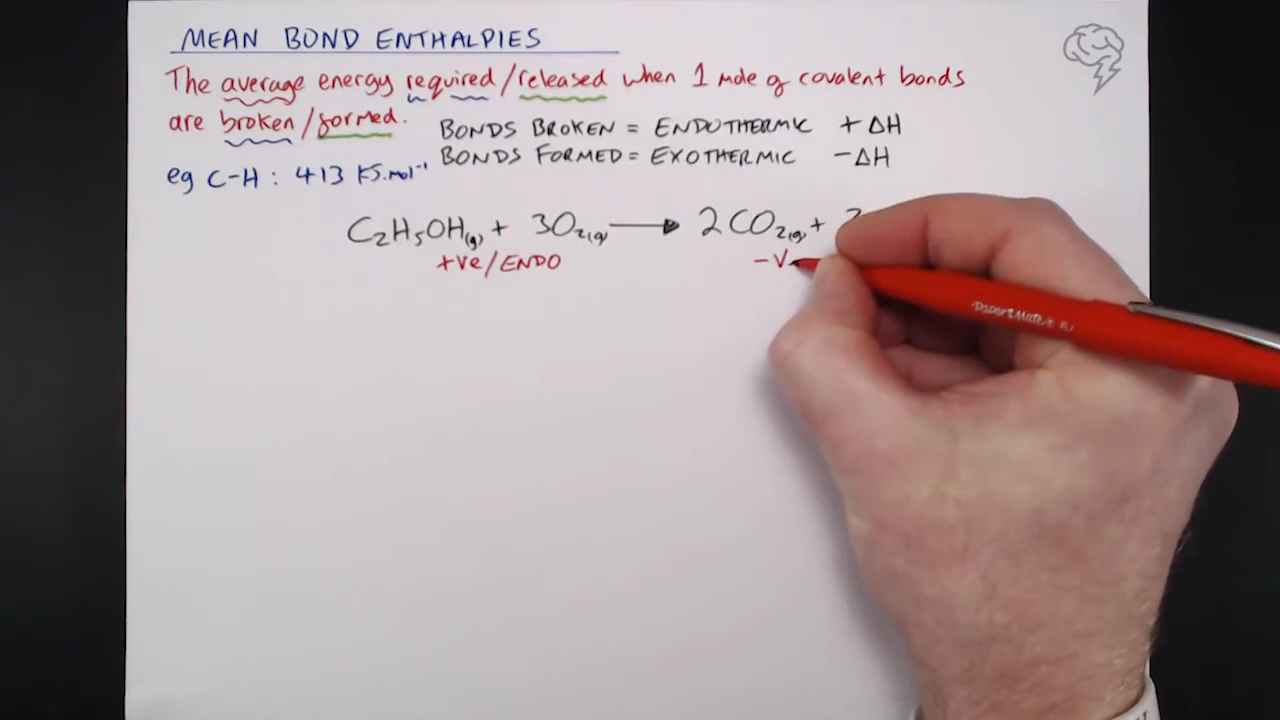 MEAN BOND ENTHALPIES
The average energy required/released when 1 mole of covalent bonds
are broken/formed.
BONDS BROKEN = ENDOTHERMIC + ΔH
BONDS FORMED = EXOTHERMIC - ΔH
eg C-H : 413 KJ.mol⁻¹
C₂H₅OH(g) + 3O₂(g) → 2CO₂(g) +
+ve/ENDO -v